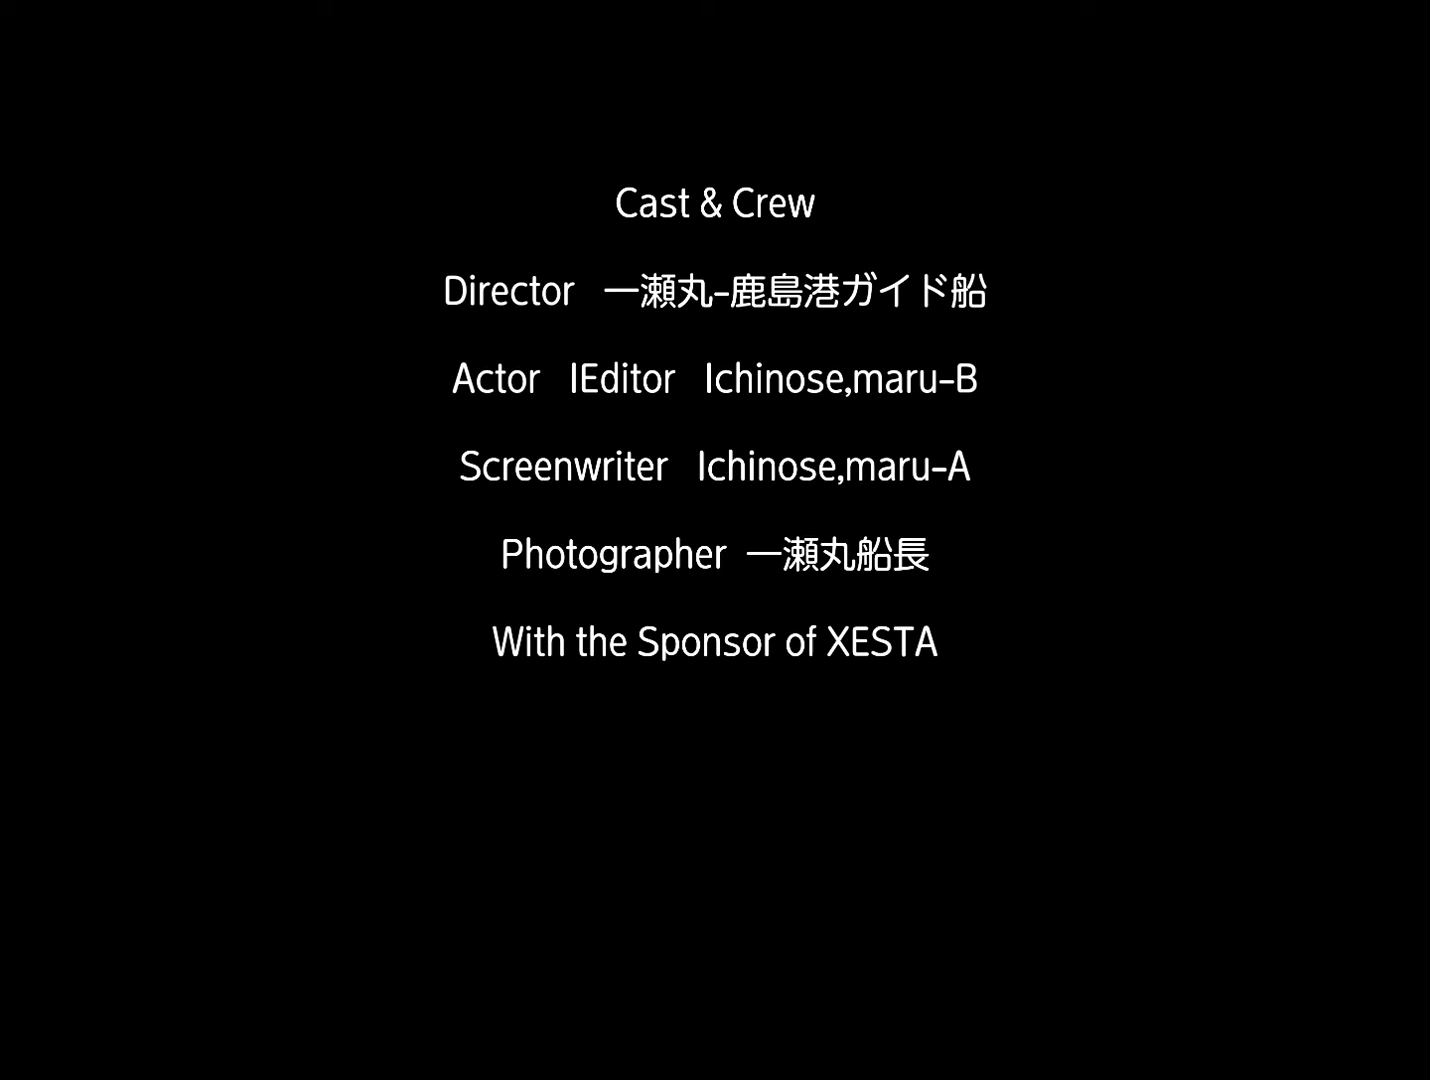 Cast & Crew
Director 一瀬丸-鹿島港ガイド船
Actor IEditor Ichinose,maru-B
Screenwriter Ichinose,maru-A
Photographer 一瀬丸船長
With the Sponsor of XESTA